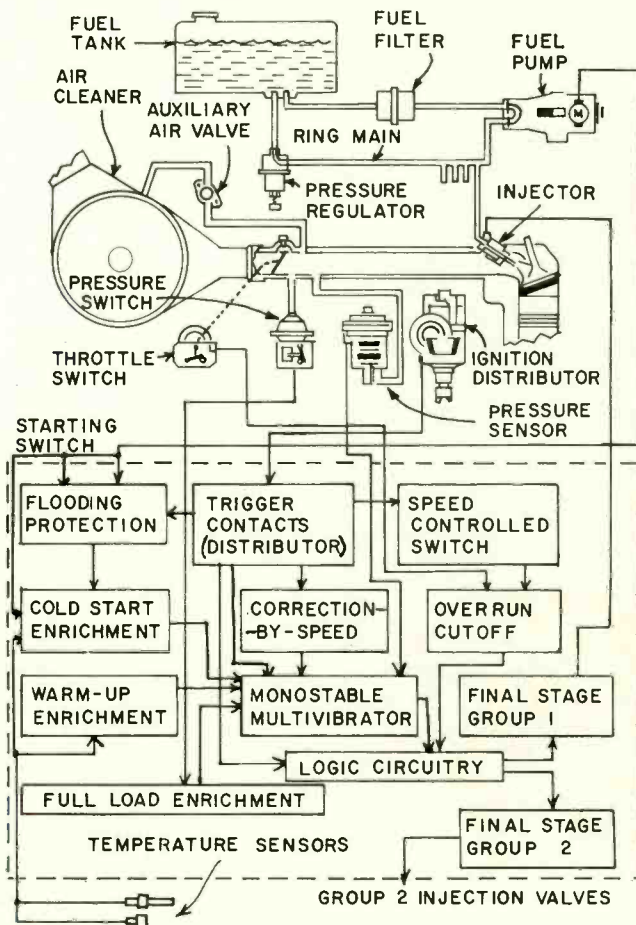 FUEL
TANK
FUEL
FILTER
FUEL
PUMP
AIR
CLEANER
AUXILIARY
AIR VALVE
M
RING MAIN
PRESSURE
REGULATOR
INJECTOR
PRESSURE
SWITCH
THROTTLE
SWITCH
IGNITION
DISTRIBUTOR
PRESSURE
SENSOR
STARTING
SWITCH
FLOODING
PROTECTION
TRIGGER
CONTACTS
(DISTRIBUTOR)
SPEED
CONTROLLED
SWITCH
COLD START
ENRICHMENT
CORRECTION-
-BY-SPEED
OVERRUN
CUTOFF
WARM-UP
ENRICHMENT
MONOSTABLE
MULTIVIBRATOR
FINAL STAGE
GROUP 1
LOGIC CIRCUITRY
FULL LOAD ENRICHMENT
FINAL STAGE
GROUP 2
TEMPERATURE SENSORS
GROUP 2 INJECTION VALVES